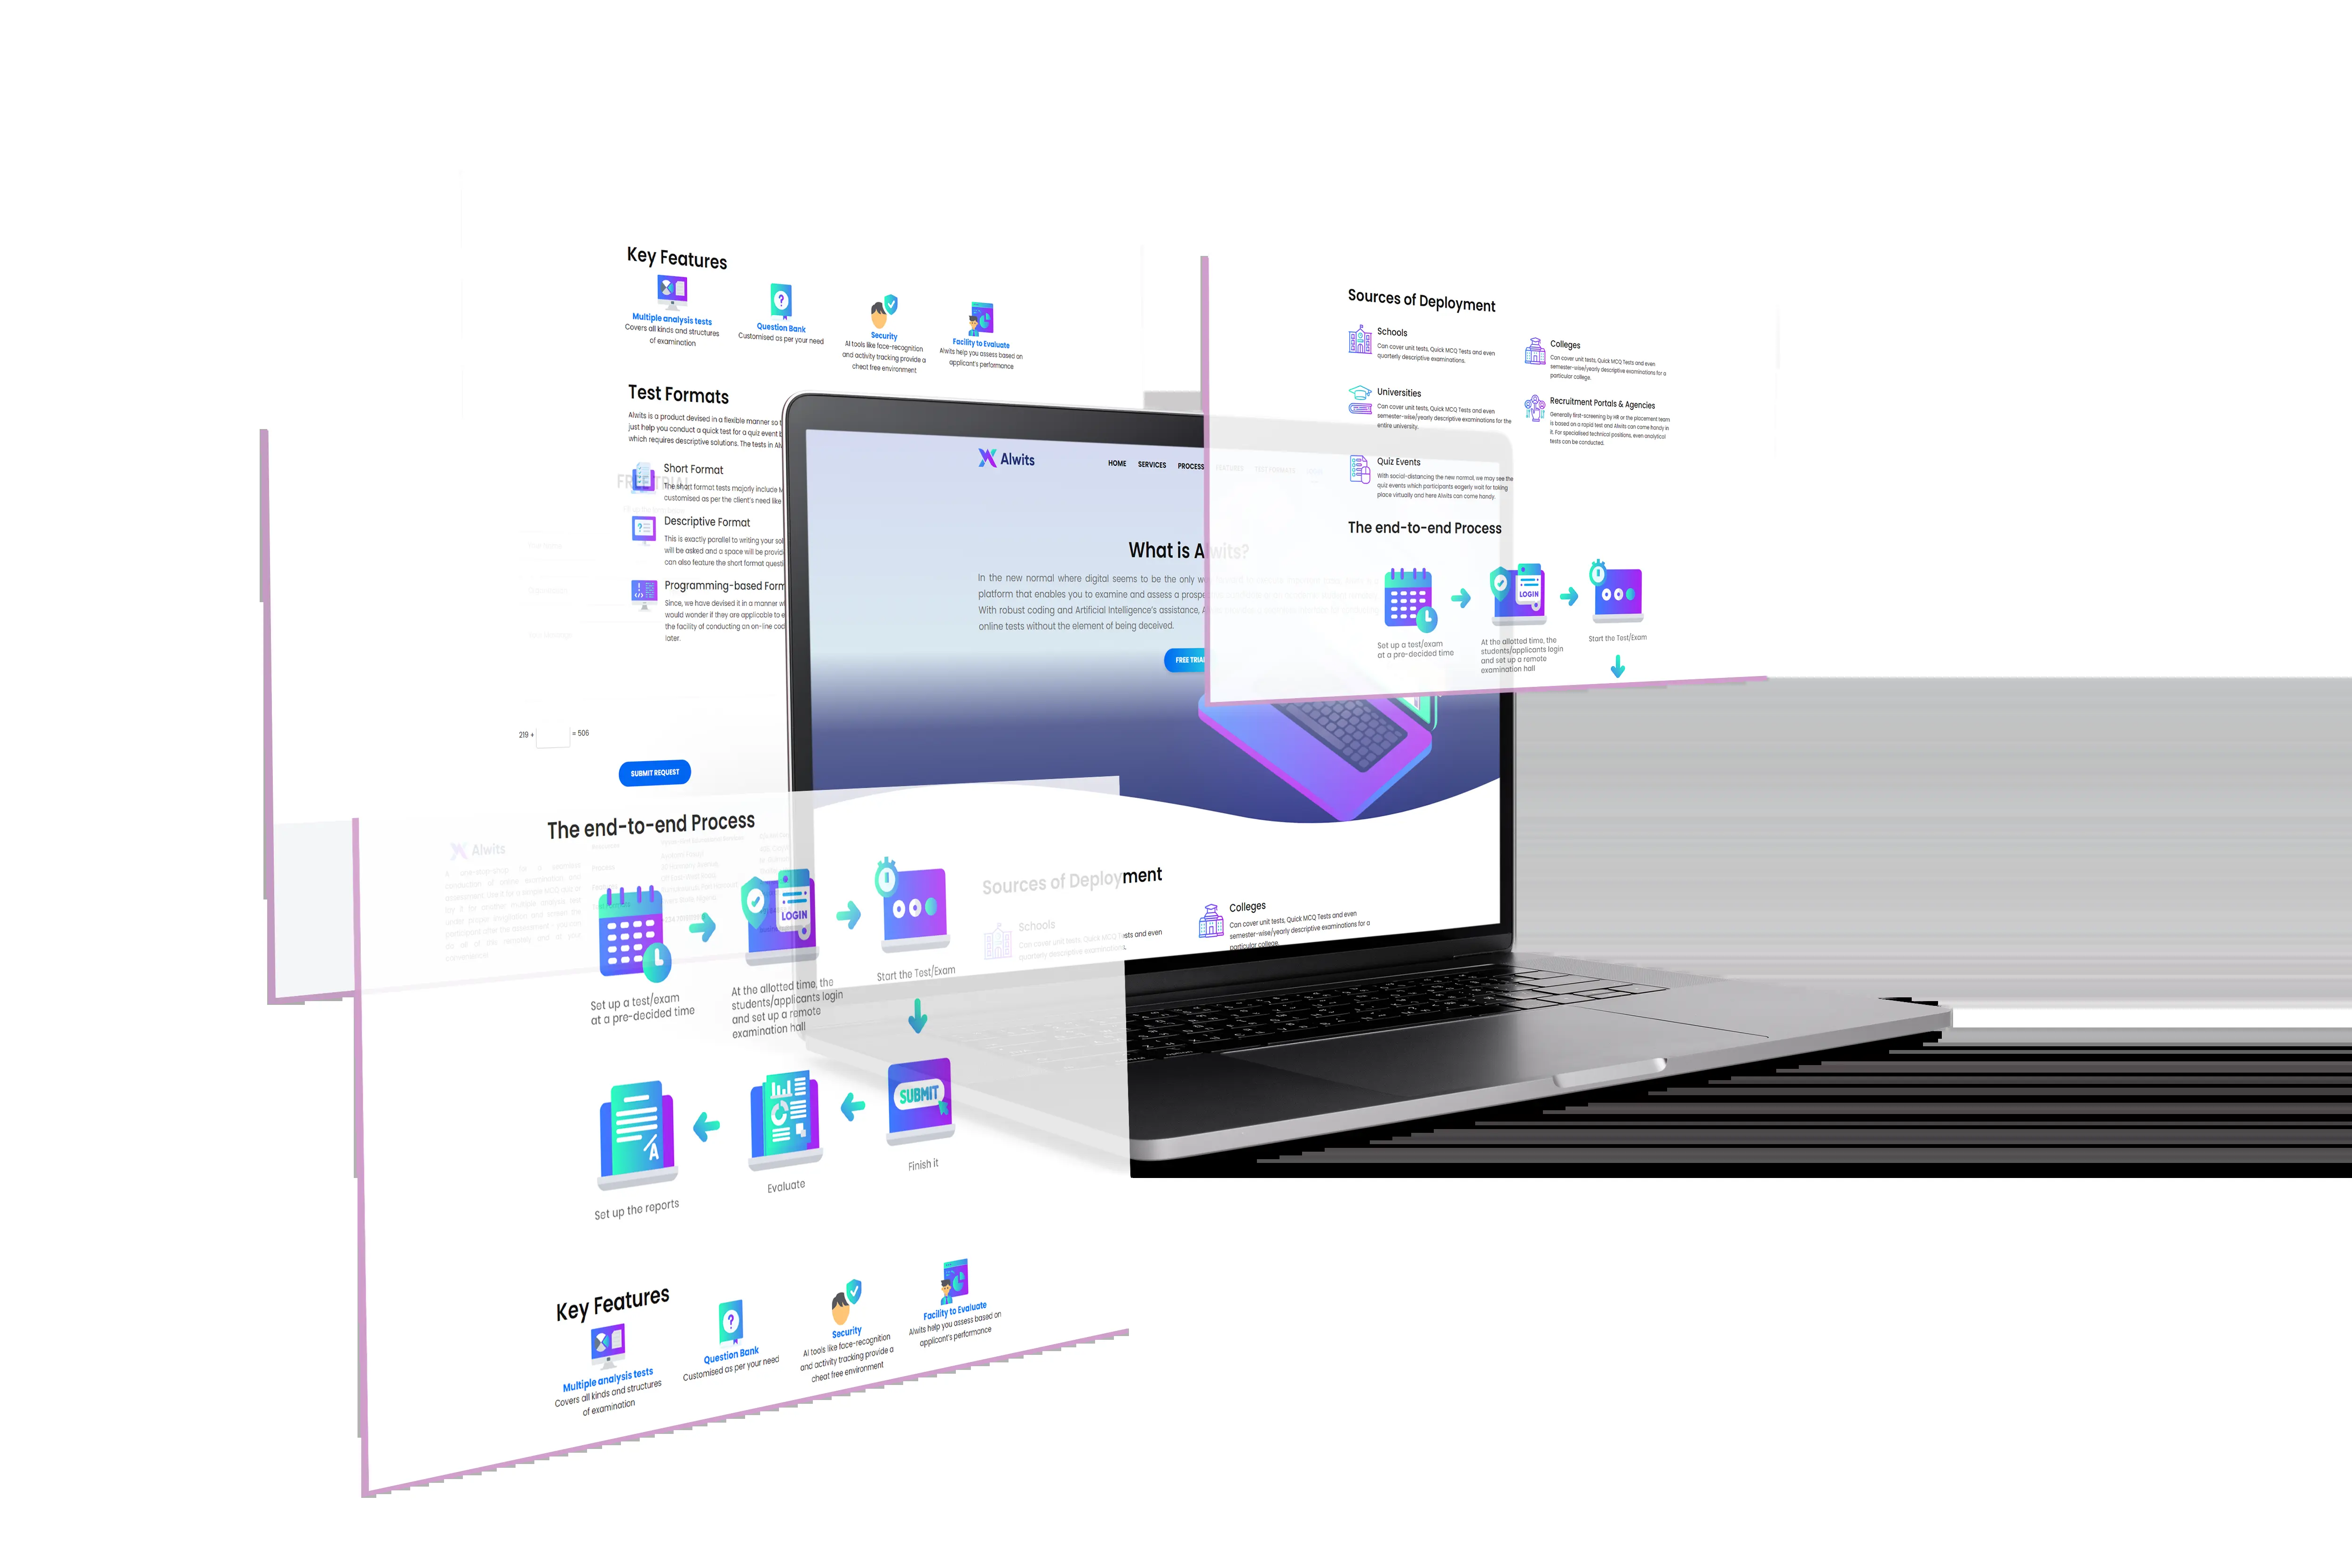 Key Features
Multiple analysis tests
Covers all kinds and structures
of examination
Question Bank
Customised as per your need
Security
AI tools like face-recognition
and activity tracking provide a
cheat free environment
Facility to Evaluate
Alwits help you assess based on
applicant's performance
Test Formats
Alwits is a product devised in a flexible manner so
just help you conduct a quick test for a quiz event
which requires descriptive solutions. The tests in
FREE TRIAL
Short Format
The short format tests majorly include
customised as per the client's need like
Descriptive Format
This is exactly parallel to writing your
will be asked and a space will be
can also feature the short format
Programming-based
Since, we have devised it in a manner
would wonder if they are applicable to
the facility of conducting an on-line
later.
219 + = 506
SUBMIT REQUEST
Alwits
HOME SERVICES PROCESS FEATURES TEST FORMATS
What is Alwits?
In the new normal where digital seems to be the only
platform that enables you to examine and assess a
With robust coding and Artificial Intelligence's assistance,
online tests without the element of being deceived.
FREE TRIAL
Sources of Deployment
Schools
Can cover unit tests, Quick MCQ Tests and even
quarterly descriptive examinations.
Colleges
Can cover unit tests, Quick MCQ Tests and even
semester-wise/yearly descriptive examinations for a
particular college.
Universities
Can cover unit tests, Quick MCQ Tests and even
semester-wise/yearly descriptive examinations for the
entire university.
Recruitment Portals & Agencies
Generally first-screening by HR or the placement team
is based on a rapid test and Alwits can come handy in
it. For specialised technical positions, even analytical
tests can be conducted.
Quiz Events
With social-distancing the new normal, we may see the
quiz events which participants eagerly wait for taking
place virtually and here Alwits can come handy.
The end-to-end Process
LOGIN
Set up a test/exam
at a pre-decided time
At the allotted time, the
students/applicants login
and set up a remote
examination hall
Start the Test/Exam
Sources of Deployment
Schools
Can cover unit tests, Quick MCQ Tests and even
quarterly descriptive examinations.
Colleges
Can cover unit tests, Quick MCQ Tests and even
semester-wise/yearly descriptive examinations for a
particular college.
Alwits
The end-to-end Process
LOGIN
Set up a test/exam
at a pre-decided time
At the allotted time, the
students/applicants login
and set up a remote
examination hall
Start the Test/Exam
SUBMIT
Set up the reports
Evaluate
Finish it
Key Features
Multiple analysis tests
Covers all kinds and structures
of examination
Question Bank
Customised as per your need
Security
AI tools like face-recognition
and activity tracking provide a
cheat free environment
Facility to Evaluate
Alwits help you assess based on
applicant's performance